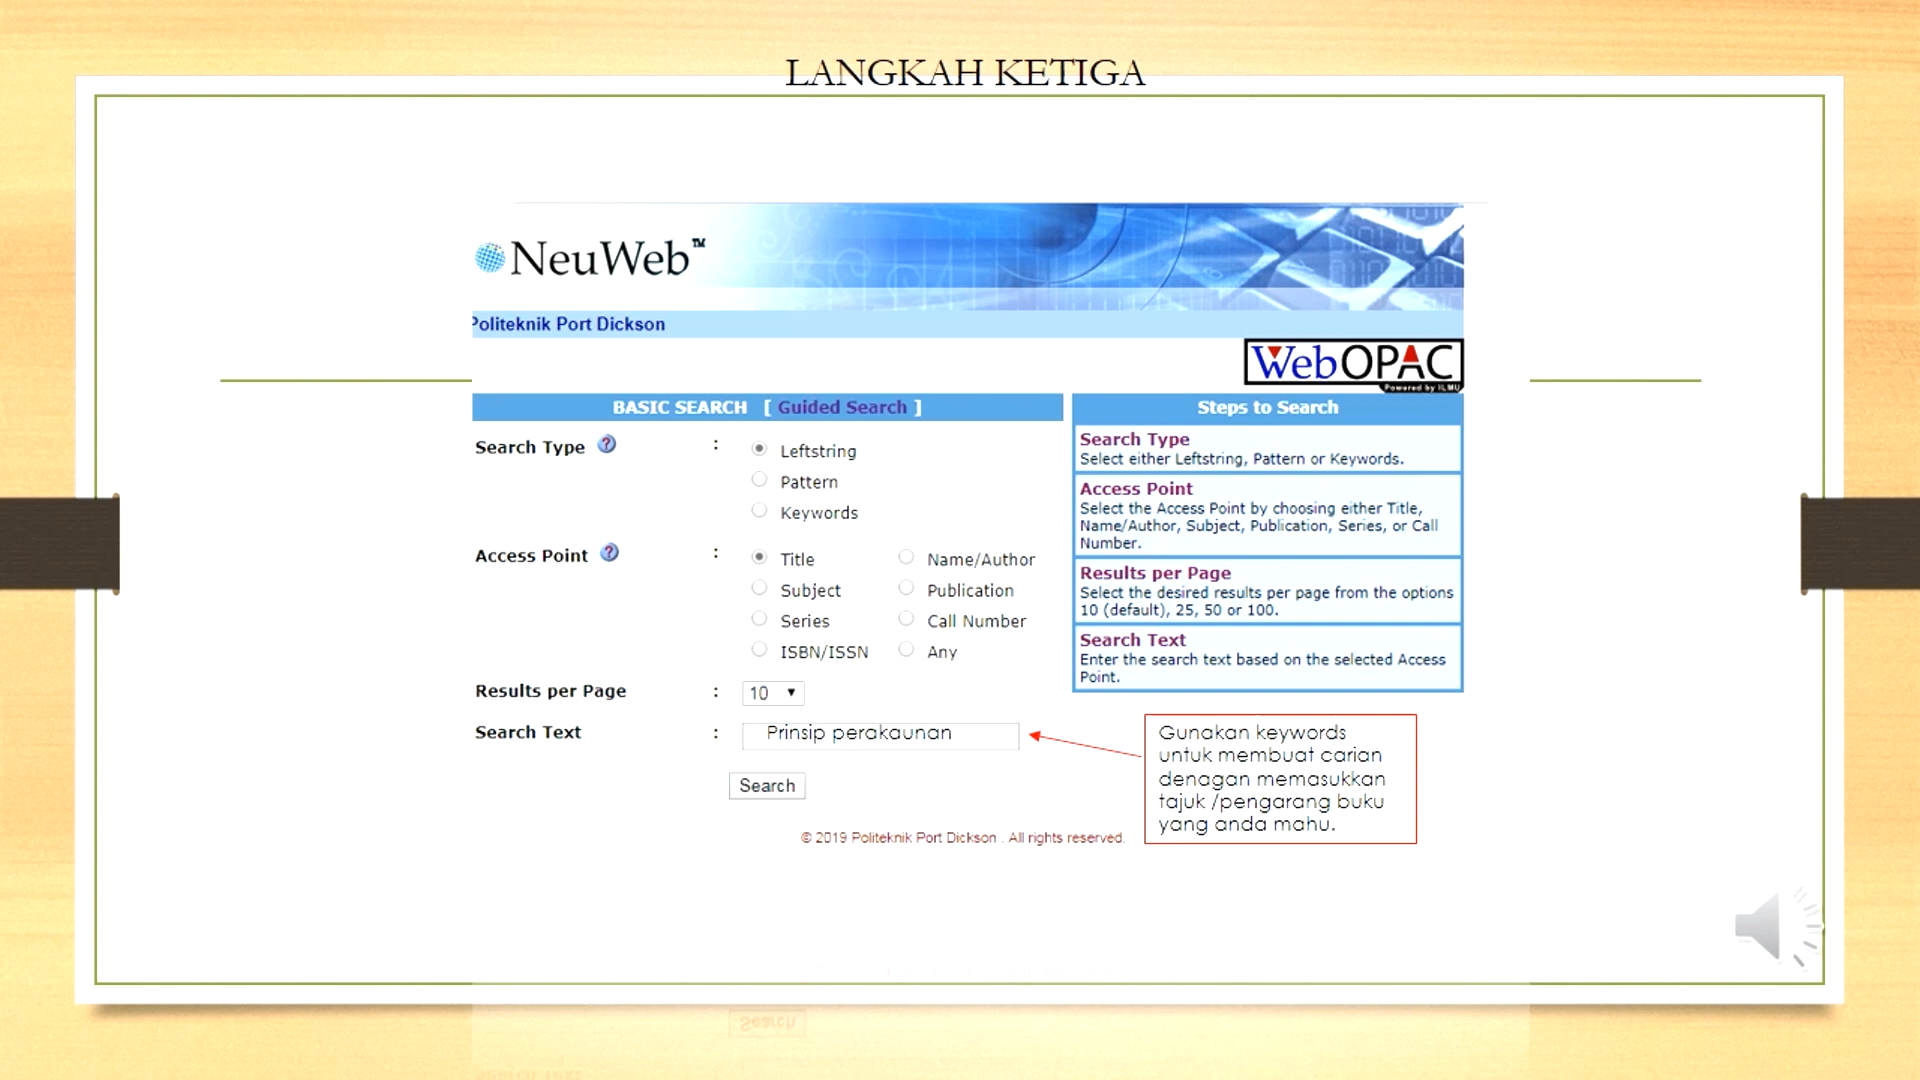 LANGKAH KETIGA
NeuWeb™
Politeknik Port Dickson
WebOPAC
Powered by ILMU
BASIC SEARCH [ Guided Search ]
Search Type :
Leftstring
Pattern
Keywords
Access Point :
Title Name/Author
Subject Publication
Series Call Number
ISBN/ISSN Any
Results per Page : 10
Search Text : Prinsip perakaunan
Search
© 2019 Politeknik Port Dickson . All rights reserved.
Steps to Search
Search Type
Select either Leftstring, Pattern or Keywords.
Access Point
Select the Access Point by choosing either Title,
Name/Author, Subject, Publication, Series, or Call
Number.
Results per Page
Select the desired results per page from the options
10 (default), 25, 50 or 100.
Search Text
Enter the search text based on the selected Access
Point.
Gunakan keywords
untuk membuat carian
denagan memasukkan
tajuk /pengarang buku
yang anda mahu.